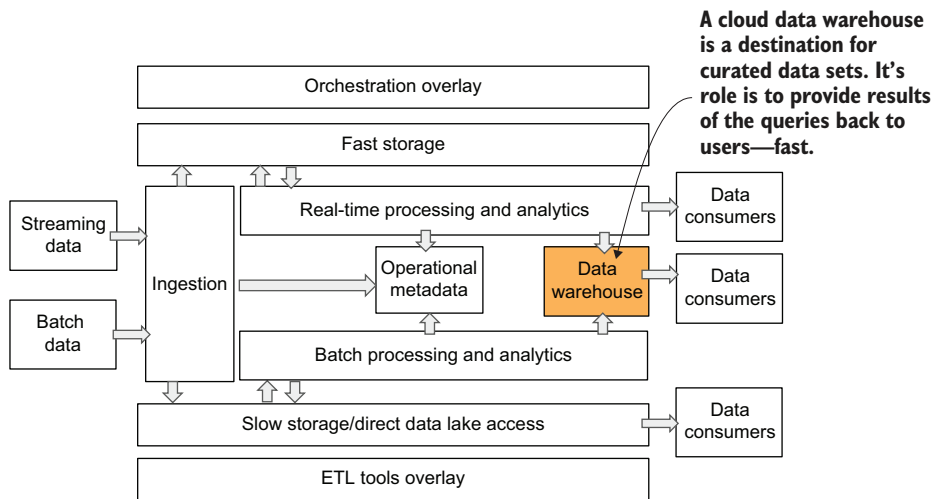 A cloud data warehouse
is a destination for
curated data sets. It's
role is to provide results
of the queries back to
users—fast.
Orchestration overlay
Fast storage
Real-time processing and analytics
Data
consumers
Streaming
data
Ingestion
Operational
metadata
Data
warehouse
Data
consumers
Batch
data
Batch processing and analytics
Slow storage/direct data lake access
Data
consumers
ETL tools overlay